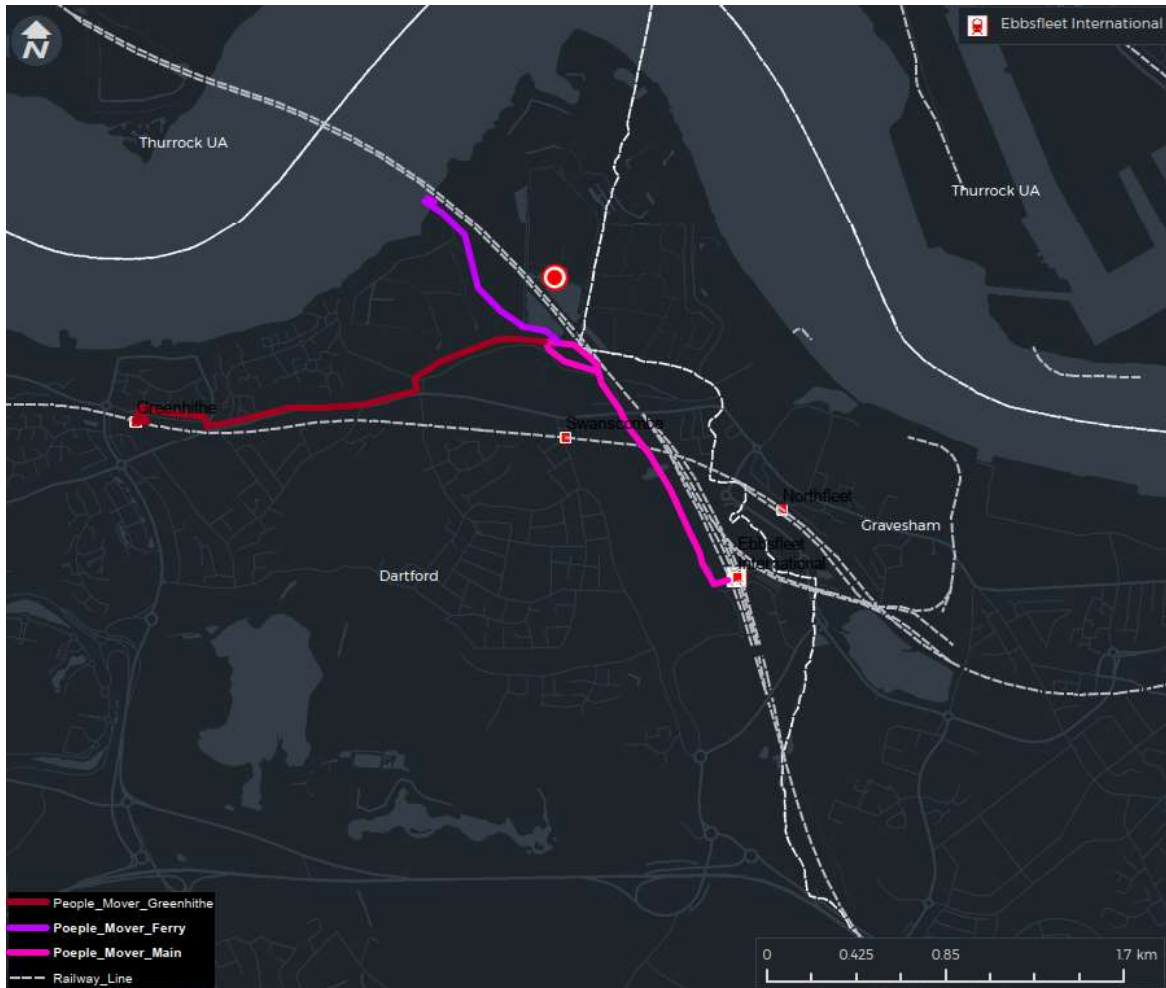 N
Ebbsfleet International
Thurrock UA
Thurrock UA
Greenhithe
Swanscombe
Northfleet
Gravesham
Ebbsfleet
International
Dartford
People_Mover_Greenhithe
Poeple_Mover_Ferry
Poeple_Mover_Main
Railway_Line
0 0.425 0.85 1.7 km